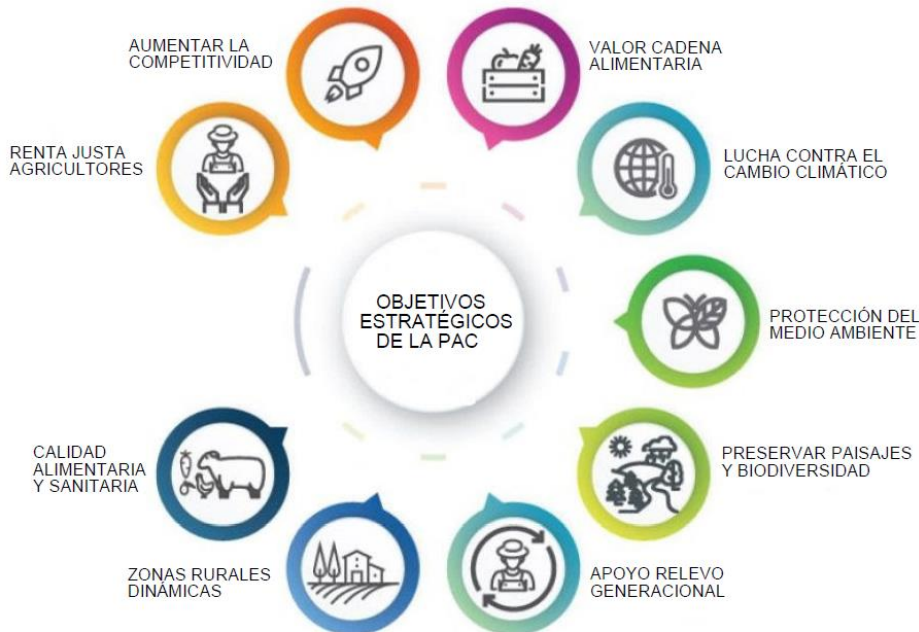 AUMENTAR LA
COMPETITIVIDAD
VALOR CADENA
ALIMENTARIA
RENTA JUSTA
AGRICULTORES
LUCHA CONTRA EL
CAMBIO CLIMÁTICO
OBJETIVOS
ESTRATÉGICOS
DE LA PAC
PROTECCIÓN DEL
MEDIO AMBIENTE
CALIDAD
ALIMENTARIA
Y SANITARIA
PRESERVAR PAISAJES
Y BIODIVERSIDAD
ZONAS RURALES
DINÁMICAS
APOYO RELEVO
GENERACIONAL